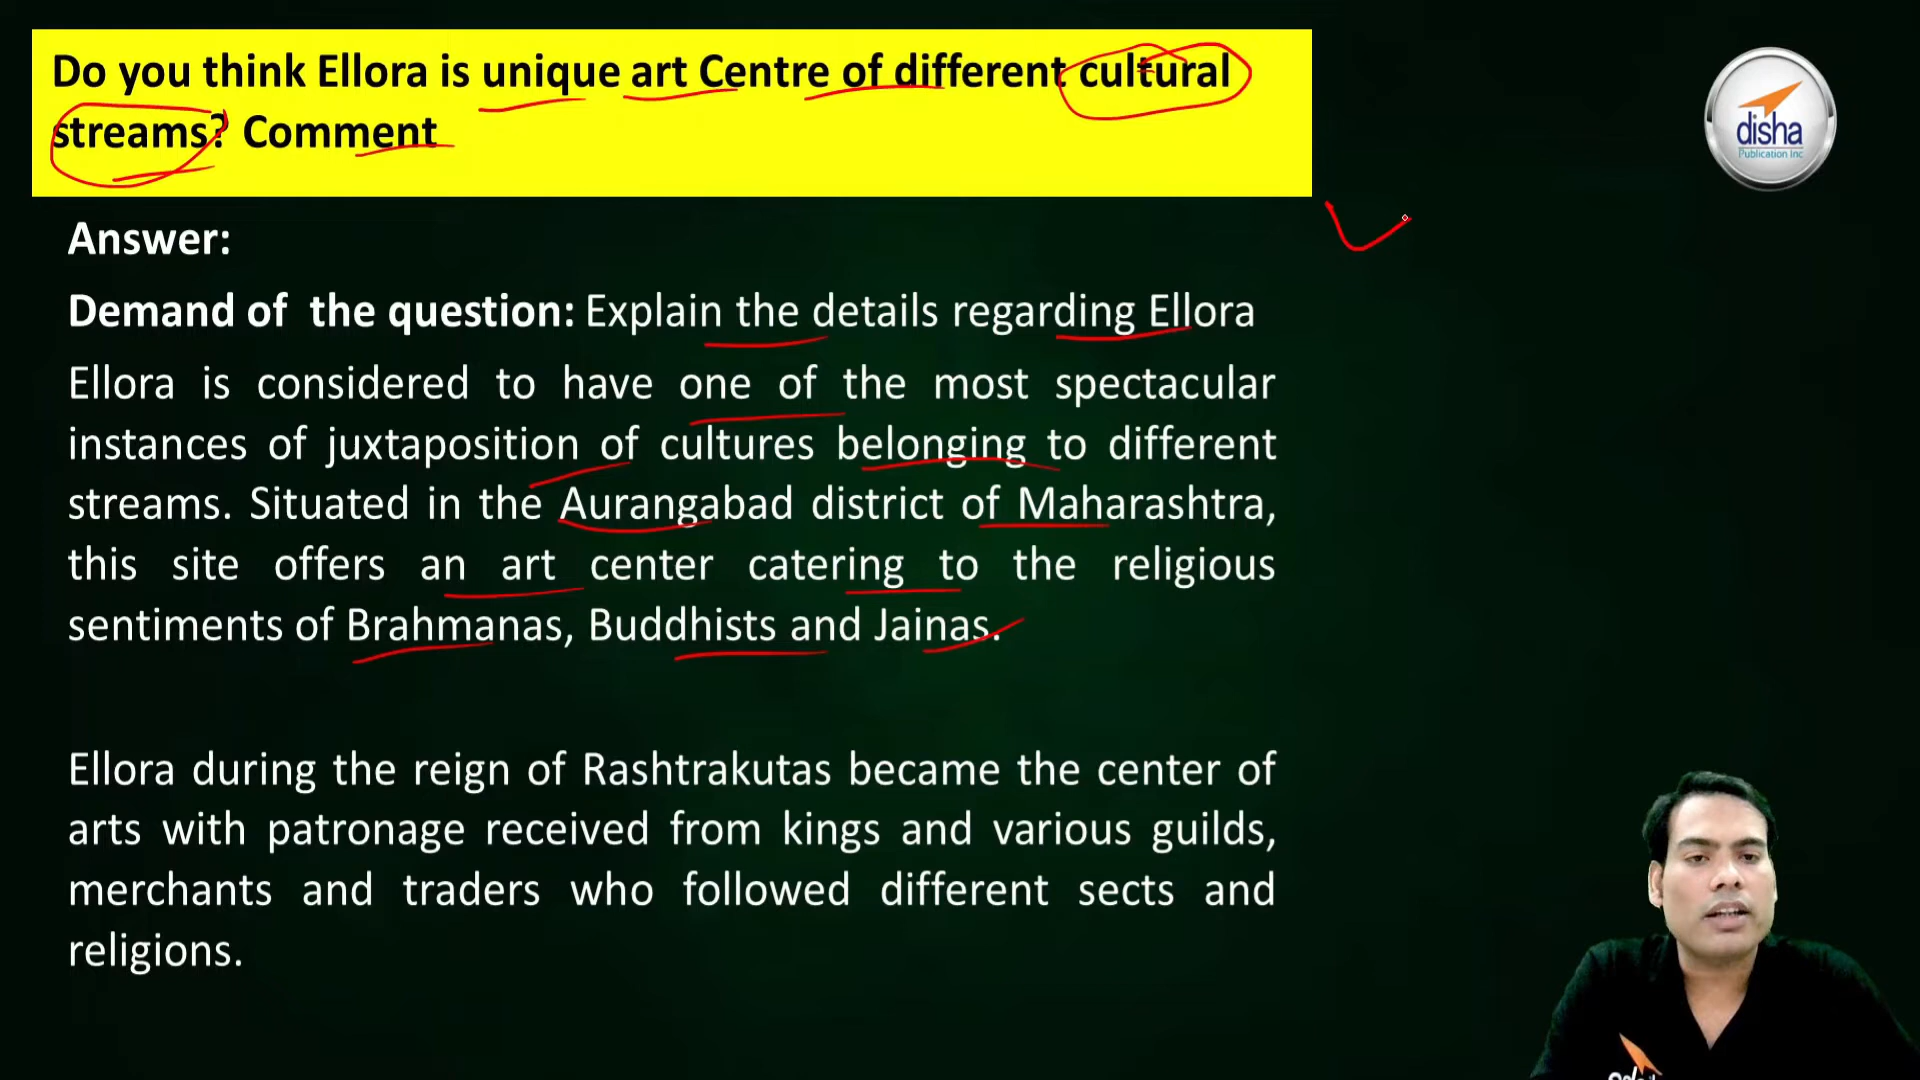 Do you think Ellora is unique art Centre of different cultural
streams? Comment
disha
Publication Inc
Answer:
Demand of the question: Explain the details regarding Ellora
Ellora is considered to have one of the most spectacular
instances of juxtaposition of cultures belonging to different
streams. Situated in the Aurangabad district of Maharashtra,
this site offers an art center catering to the religious
sentiments of Brahmanas, Buddhists and Jainas.
Ellora during the reign of Rashtrakutas became the center of
arts with patronage received from kings and various guilds,
merchants and traders who followed different sects and
religions.